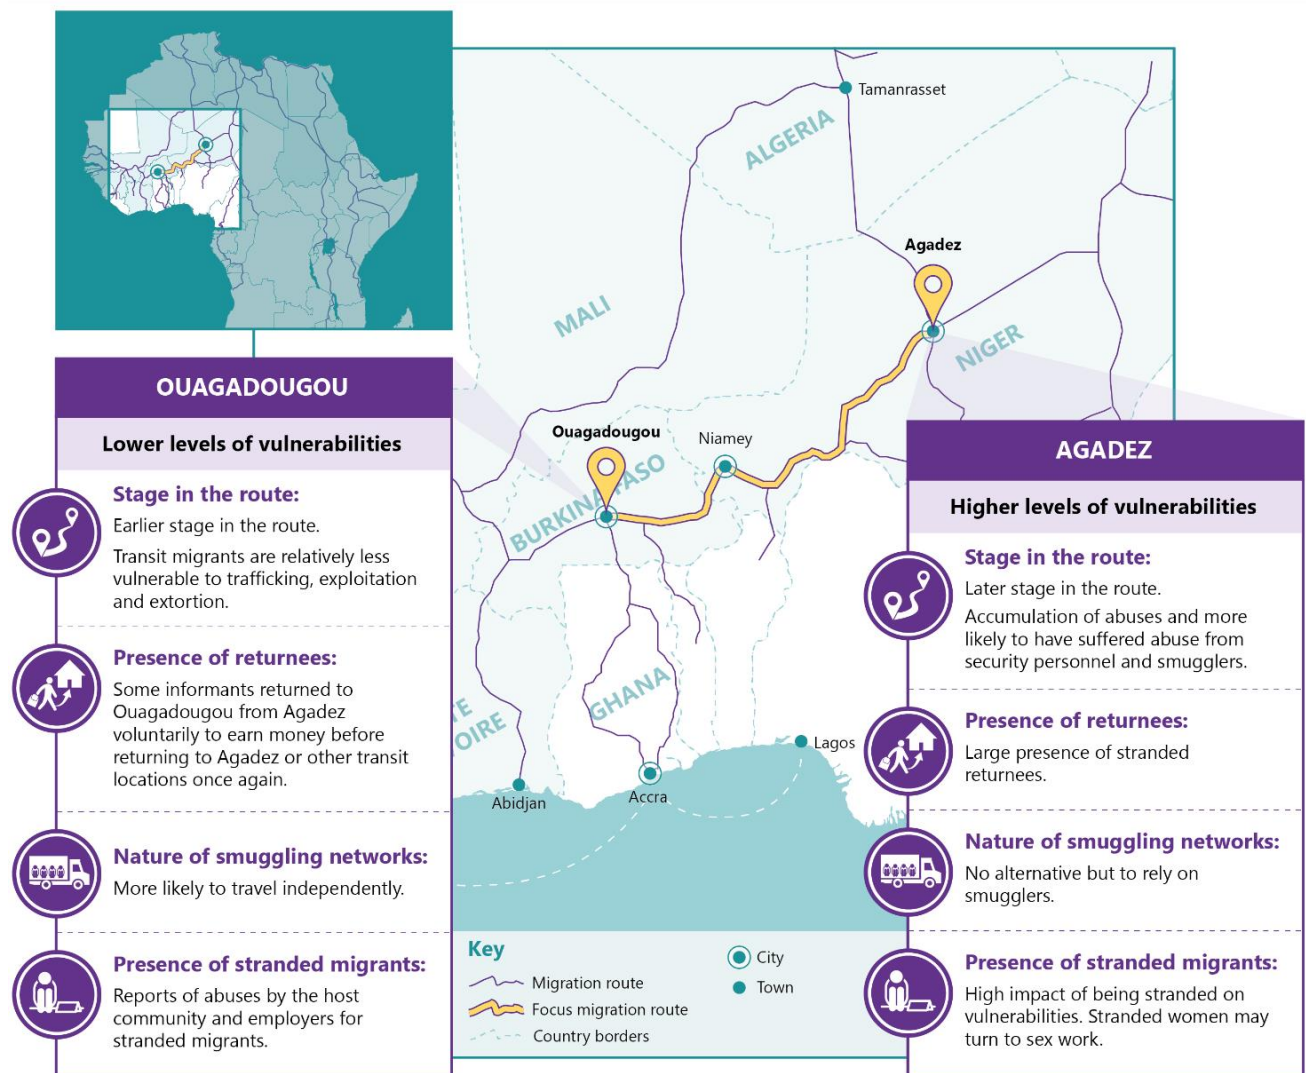 OUAGADOUGOU
Lower levels of vulnerabilities
Stage in the route:
Earlier stage in the route.
Transit migrants are relatively less
vulnerable to trafficking, exploitation
and extortion.
Presence of returnees:
Some informants returned to
Ouagadougou from Agadez
voluntarily to earn money before
returning to Agadez or other transit
locations once again.
Nature of smuggling networks:
More likely to travel independently.
Presence of stranded migrants:
Reports of abuses by the host
community and employers for
stranded migrants.
Tamanrasset
ALGERIA
Agadez
MALI
NIGER
Ouagadougou
Niamey
BURKINA FASO
GHANA
TE
OIRE
Lagos
Abidjan
Accra
Key
Migration route
Focus migration route
Country borders
City
Town
AGADEZ
Higher levels of vulnerabilities
Stage in the route:
Later stage in the route.
Accumulation of abuses and more
likely to have suffered abuse from
security personnel and smugglers.
Presence of returnees:
Large presence of stranded
returnees.
Nature of smuggling networks:
No alternative but to rely on
smugglers.
Presence of stranded migrants:
High impact of being stranded on
vulnerabilities. Stranded women may
turn to sex work.